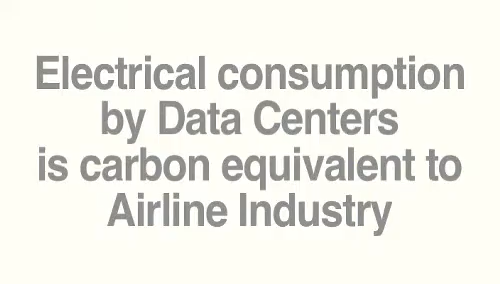 Electrical consumption
by Data Centers
is carbon equivalent to
Airline Industry